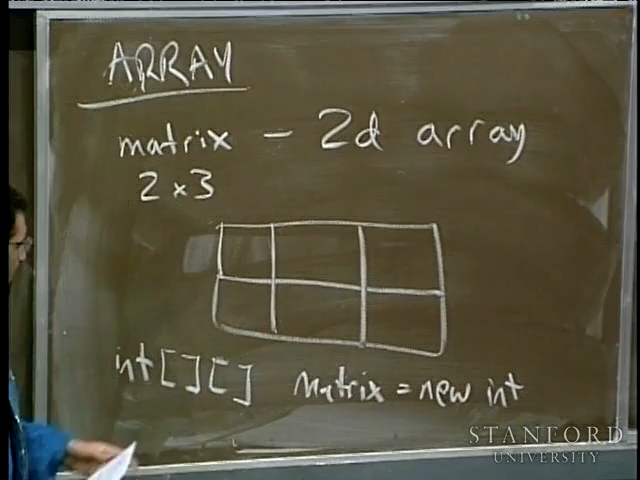 ARRAY
matrix - 2d array
2 x 3
int[][] matrix = new int
STANFORD
UNIVERSITY